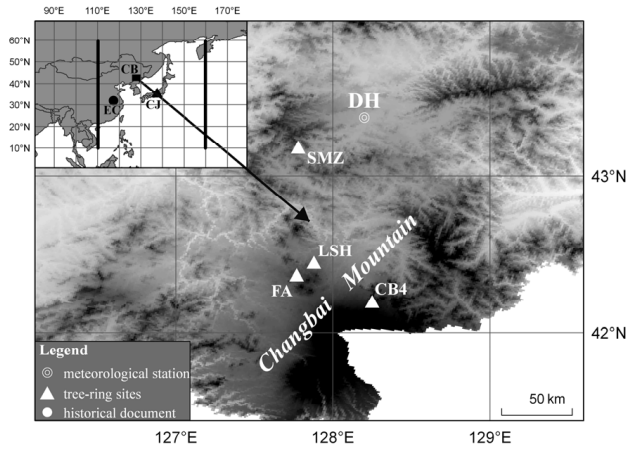 90°E 110°E 130°E 150°E 170°E
60°N
50°N
40°N
30°N
20°N
10°N
CB
EC
CJ
DH
SMZ
43°N
LSH
FA
CB4
Changbai Mountain
42°N
Legend
meteorological station
tree-ring sites
historical document
50 km
127°E 128°E 129°E